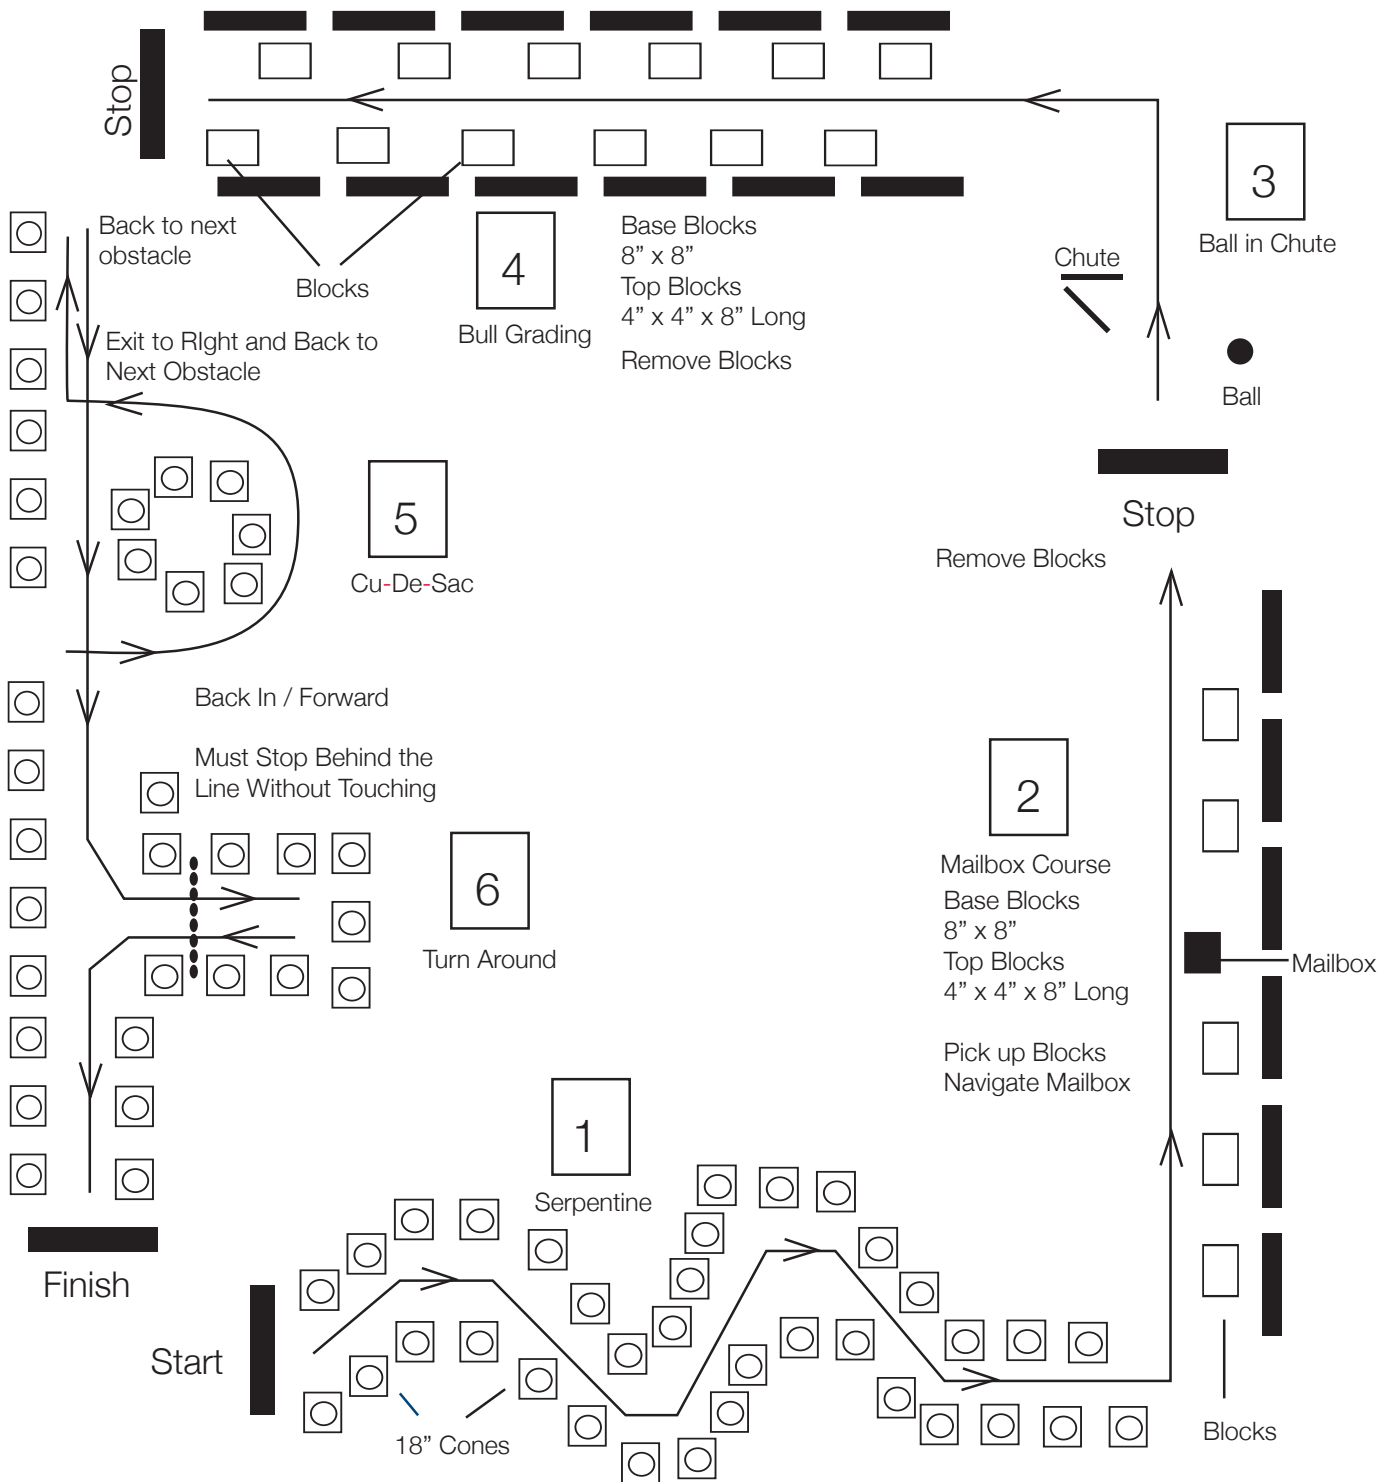 Stop
3
Ball in Chute
Chute
Ball
Back to next
obstacle
Blocks
4
Bull Grading
Base Blocks
8” x 8”
Top Blocks
4” x 4” x 8” Long
Remove Blocks
Exit to RIght and Back to
Next Obstacle
5
Cu-De-Sac
Stop
Remove Blocks
Back In / Forward
Must Stop Behind the
Line Without Touching
6
Turn Around
2
Mailbox Course
Base Blocks
8” x 8”
Top Blocks
4” x 4” x 8” Long
Pick up Blocks
Navigate Mailbox
Mailbox
1
Serpentine
Finish
Start
18” Cones
Blocks